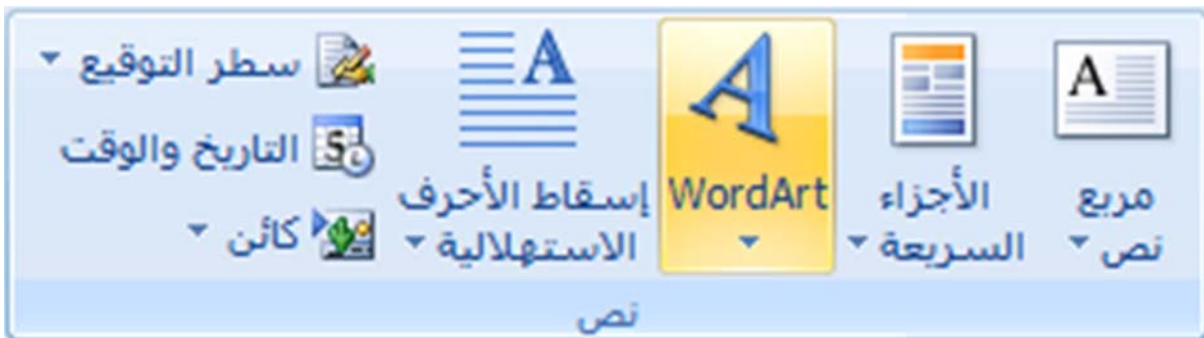 مربع
نص
الأجزاء
السريعة
WordArt
إسقاط الأحرف
الاستهلالية
سطر التوقيع
التاريخ والوقت
كائن
نص